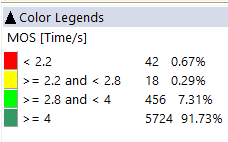 Color Legends
MOS [Time/s]
< 2.2 42 0.67%
>= 2.2 and < 2.8 18 0.29%
>= 2.8 and < 4 456 7.31%
>= 4 5724 91.73%